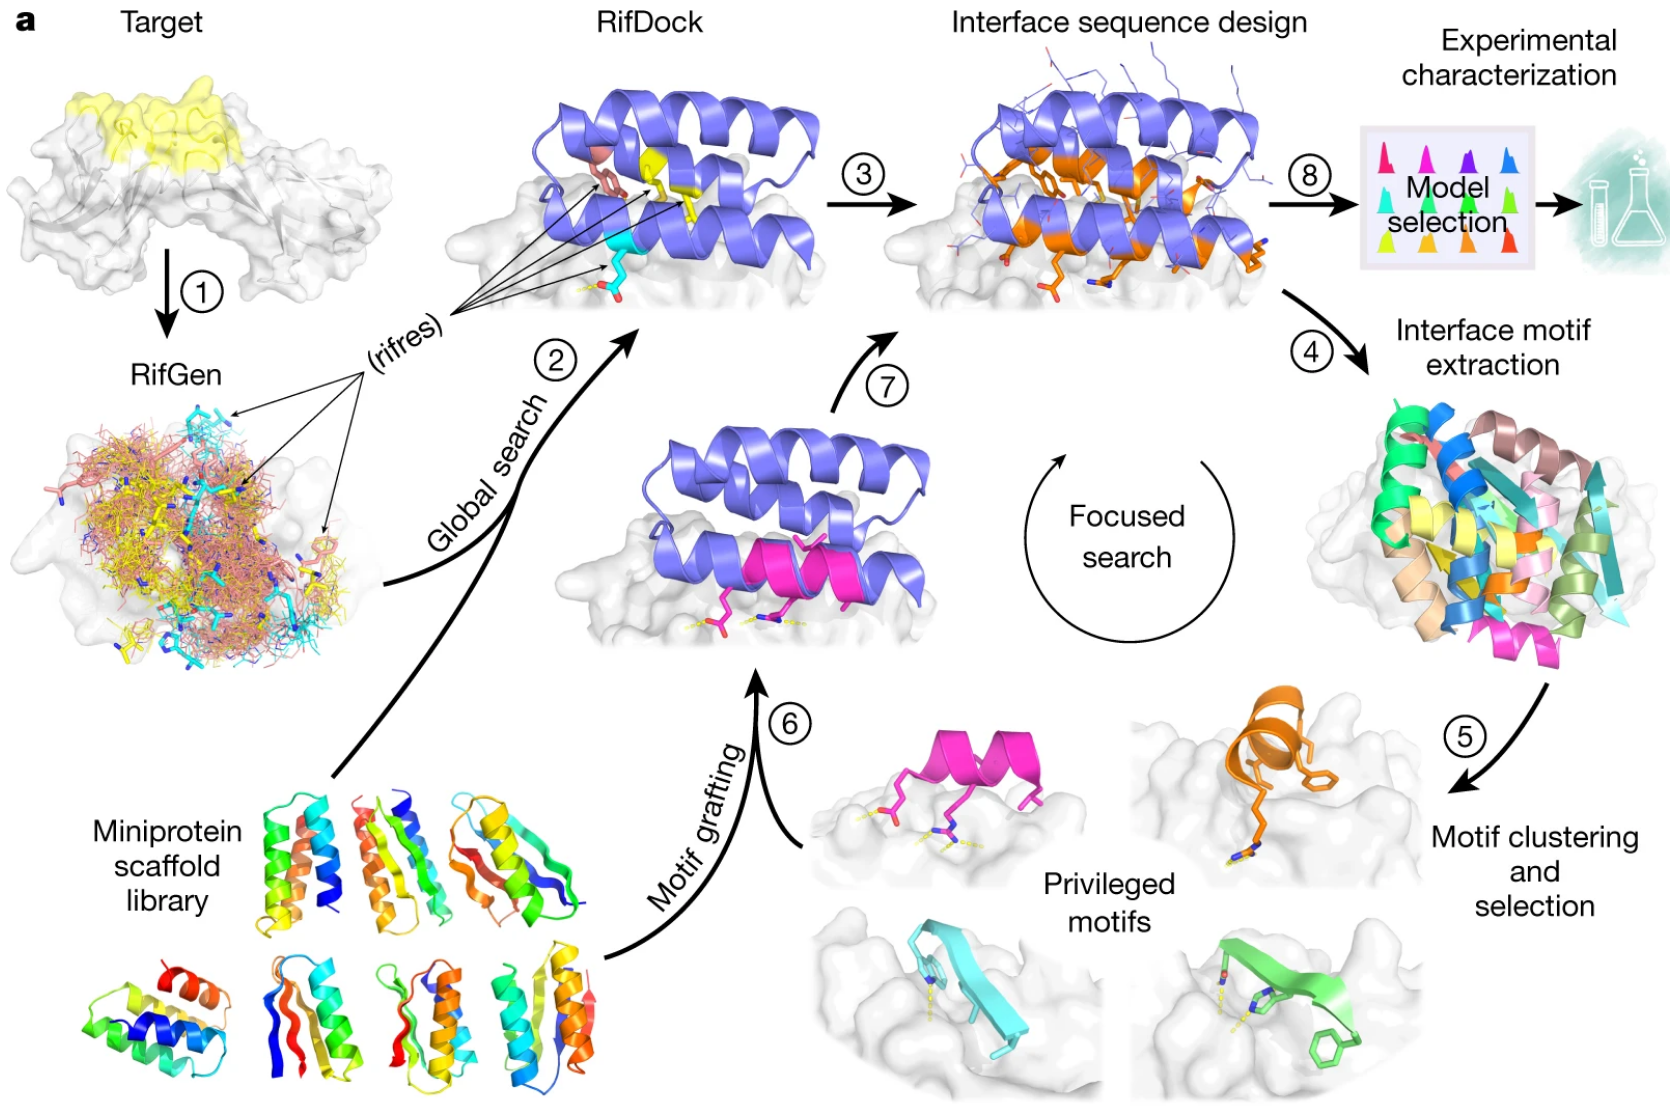 a
Target
RifDock
Interface sequence design
Experimental
characterization
1
3
8
Model
selection
(rifres)
2
Global search
RifGen
7
4
Interface motif
extraction
Focused
search
6
Motif grafting
5
Miniprotein
scaffold
library
Privileged
motifs
Motif clustering
and
selection